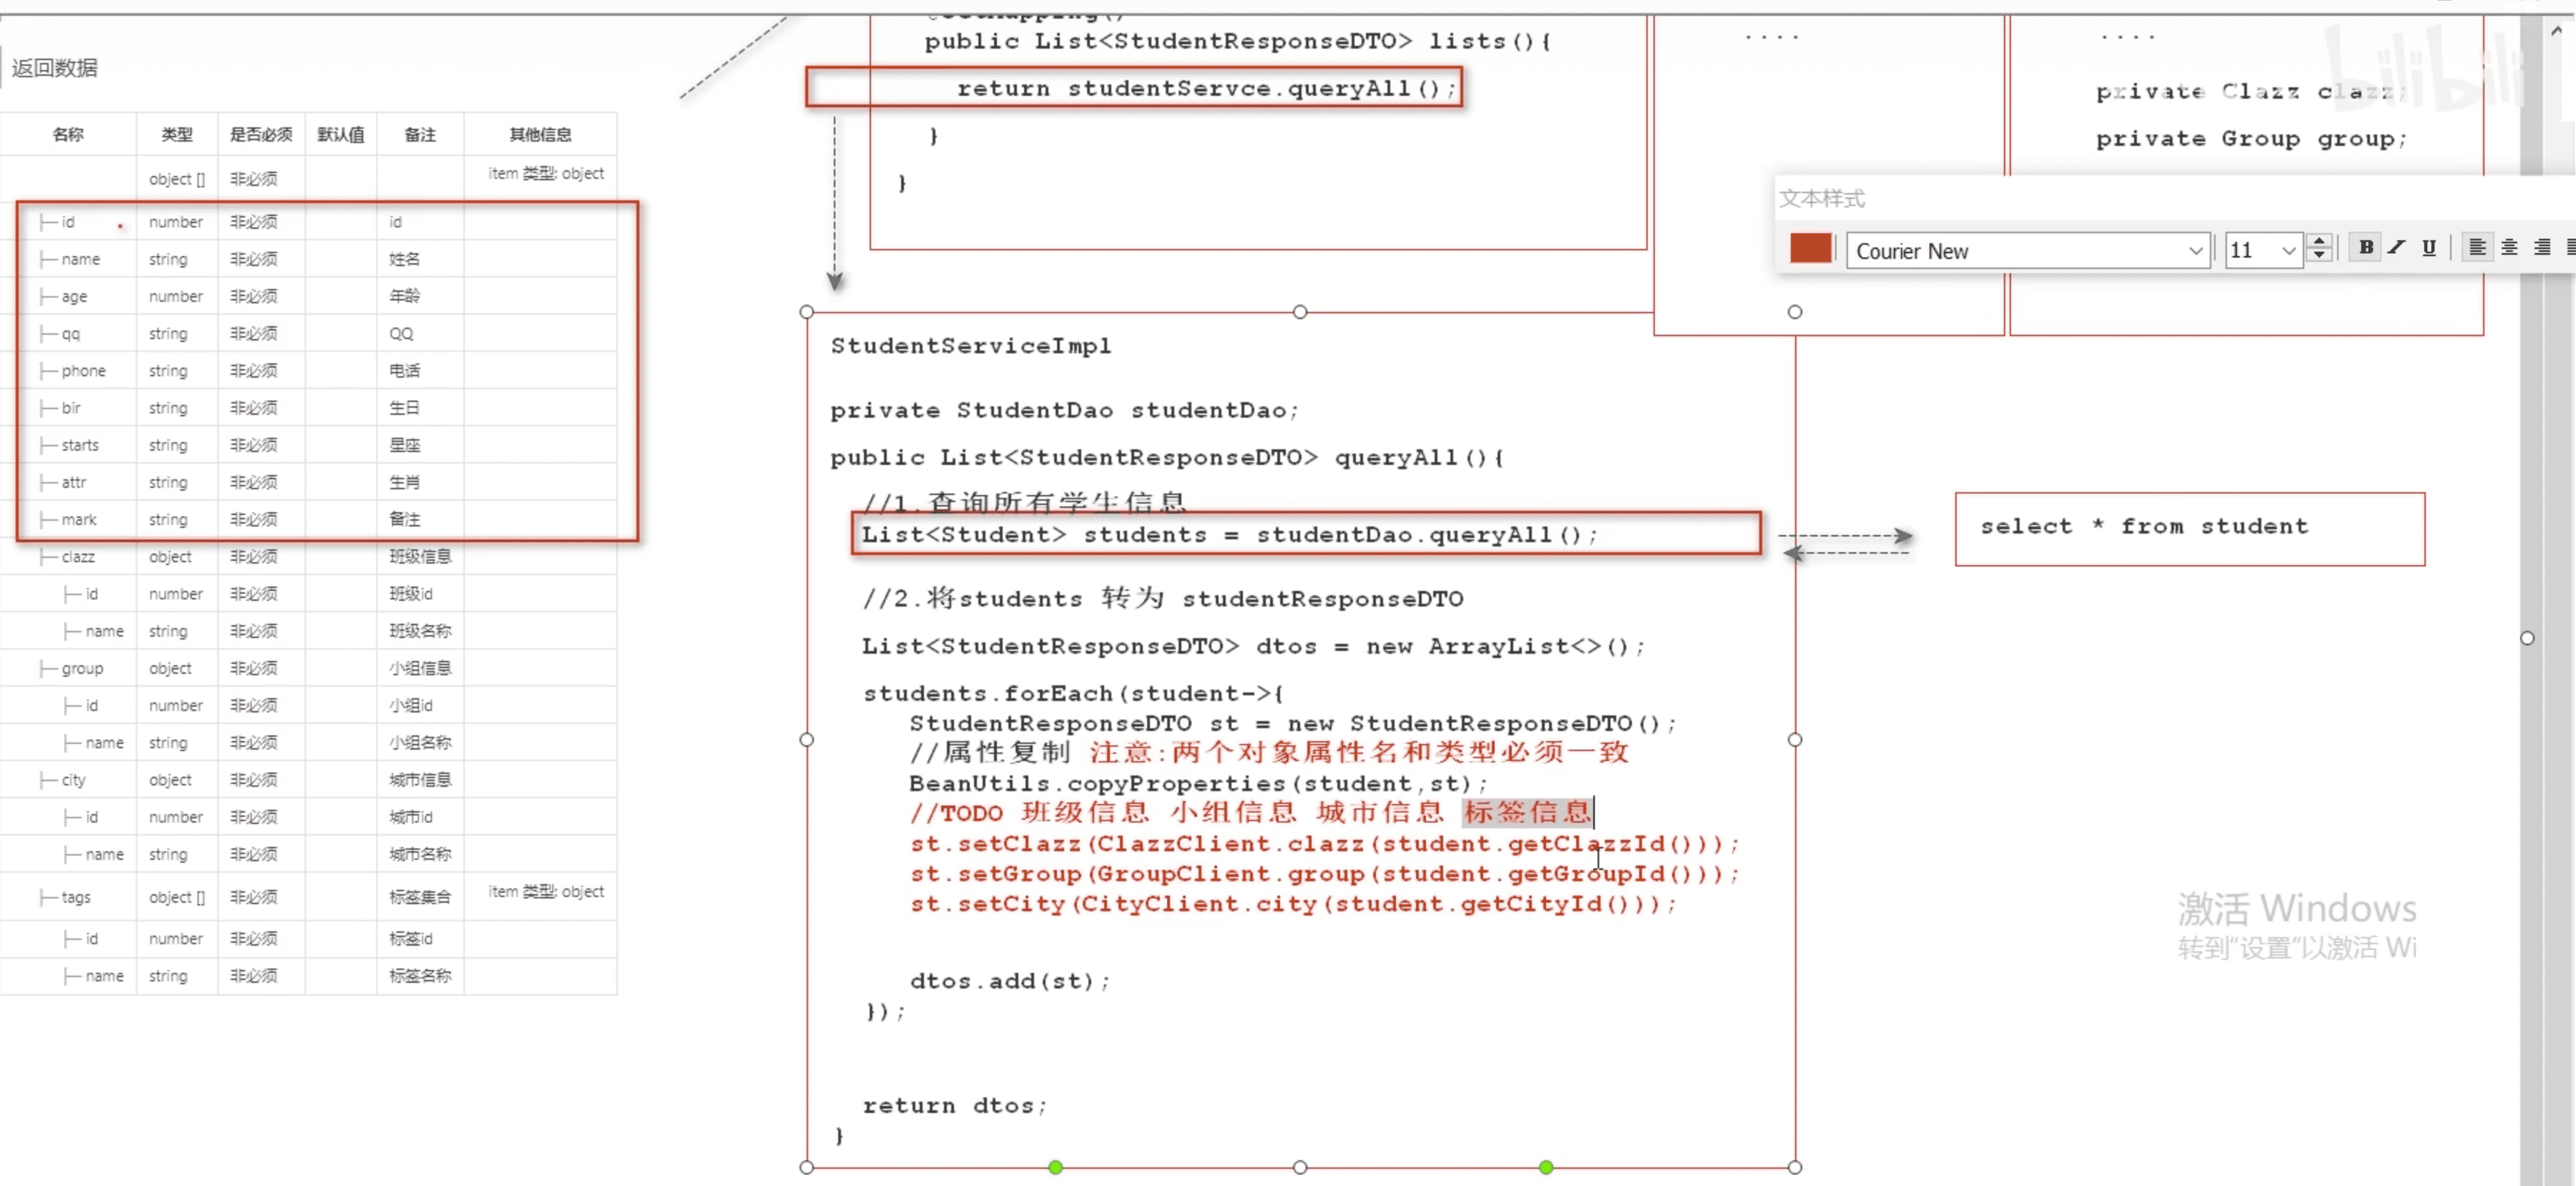 返回数据
名称 类型 是否必须 默认值 备注 其他信息
object [] 非必须 item 类型: object
├─ id number 非必须 id
├─ name string 非必须 姓名
├─ age number 非必须 年龄
├─ qq string 非必须 QQ
├─ phone string 非必须 电话
├─ bir string 非必须 生日
├─ starts string 非必须 星座
├─ attr string 非必须 生肖
├─ mark string 非必须 备注
├─ clazz object 非必须 班级信息
├─ id number 非必须 班级id
├─ name string 非必须 班级名称
├─ group object 非必须 小组信息
├─ id number 非必须 小组id
├─ name string 非必须 小组名称
├─ city object 非必须 城市信息
├─ id number 非必须 城市id
├─ name string 非必须 城市名称
├─ tags object [] 非必须 标签集合 item 类型: object
├─ id number 非必须 标签id
├─ name string 非必须 标签名称
public List<StudentResponseDTO> lists(){
return studentServce.queryAll();
}
}
....
....
private Clazz clazz;
private Group group;
bilibili
文本样式
Courier New 11 B I U
StudentServiceImpl
private StudentDao studentDao;
public List<StudentResponseDTO> queryAll(){
//1.查询所有学生信息
List<Student> students = studentDao.queryAll();
//2.将students 转为 studentResponseDTO
List<StudentResponseDTO> dtos = new ArrayList<>();
students.forEach(student->{
StudentResponseDTO st = new StudentResponseDTO();
//属性复制 注意:两个对象属性名和类型必须一致
BeanUtils.copyProperties(student,st);
//TODO 班级信息 小组信息 城市信息 标签信息
st.setClazz(ClazzClient.clazz(student.getClazzId()));
st.setGroup(GroupClient.group(student.getGroupId()));
st.setCity(CityClient.city(student.getCityId()));
dtos.add(st);
});
return dtos;
}
select * from student
激活 Windows
转到"设置"以激活 Wi